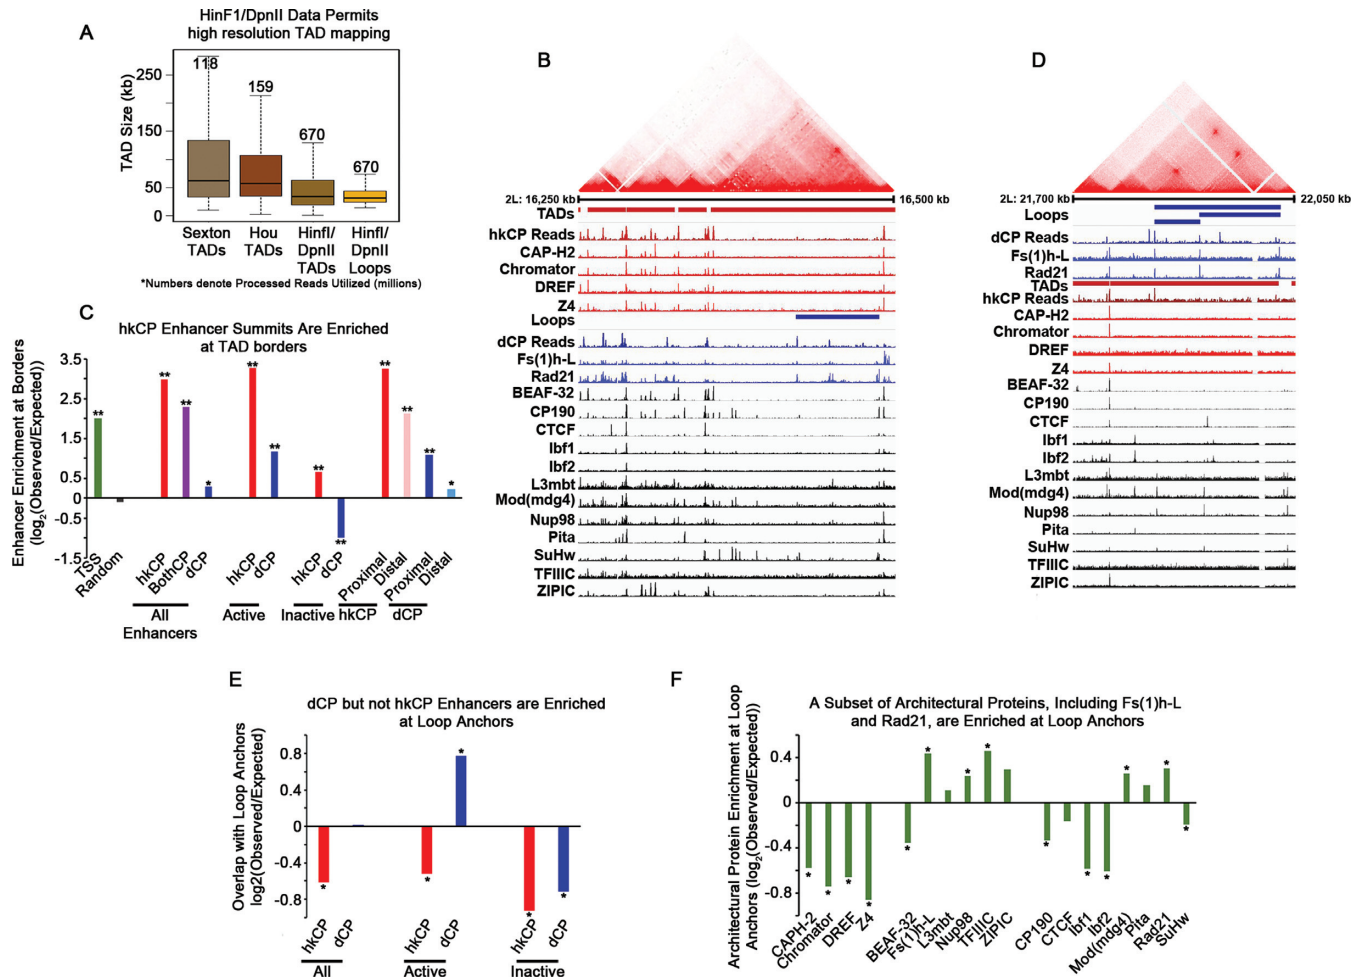 A
HinF1/DpnII Data Permits
high resolution TAD mapping
TAD Size (kb)
250
150
50
0
118
159
670
670
Sexton
TADs
Hou
TADs
HinfI/
DpnII
TADs
HinfI/
DpnII
Loops
*Numbers denote Processed Reads Utilized (millions)
B
2L: 16,250 kb
16,500 kb
TADs
hkCP Reads
CAP-H2
Chromator
DREF
Z4
Loops
dCP Reads
Fs(1)h-L
Rad21
BEAF-32
CP190
CTCF
Ibf1
Ibf2
L3mbt
Mod(mdg4)
Nup98
Pita
SuHw
TFIIIC
ZIPIC
C
hkCP Enhancer Summits Are Enriched
at TAD borders
Enhancer Enrichment at Borders
(log2(Observed/Expected))
3.5
2.5
1.5
0.5
0
-0.5
-1.5
**
**
**
*
**
**
**
**
**
**
**
*
TSS
Random
hkCP
BothCP
dCP
hkCP
dCP
hkCP
dCP
Proximal
Distal
Proximal
Distal
All
Enhancers
Active
Inactive
hkCP
dCP
D
2L: 21,700 kb
22,050 kb
Loops
dCP Reads
Fs(1)h-L
Rad21
TADs
hkCP Reads
CAP-H2
Chromator
DREF
Z4
BEAF-32
CP190
CTCF
Ibf1
Ibf2
L3mbt
Mod(mdg4)
Nup98
Pita
SuHw
TFIIIC
ZIPIC
E
dCP but not hkCP Enhancers are Enriched
at Loop Anchors
Overlap with Loop Anchors
log2(Observed/Expected)
0.8
0.4
0
-0.4
-0.8
*
*
*
*
*
hkCP
dCP
hkCP
dCP
hkCP
dCP
All
Active
Inactive
F
A Subset of Architectural Proteins, Including Fs(1)h-L
and Rad21, are Enriched at Loop Anchors
Architectural Protein Enrichment at Loop
Anchors (log2(Observed/Expected))
0.4
0
-0.4
-0.8
*
*
*
*
*
*
*
*
*
*
*
*
*
*
CAPH-2
Chromator
DREF
Z4
BEAF-32
Fs(1)h-L
L3mbt
Nup98
TFIIIC
ZIPIC
CP190
CTCF
Ibf1
Ibf2
Mod(mdg4)
Pita
Rad21
SuHw